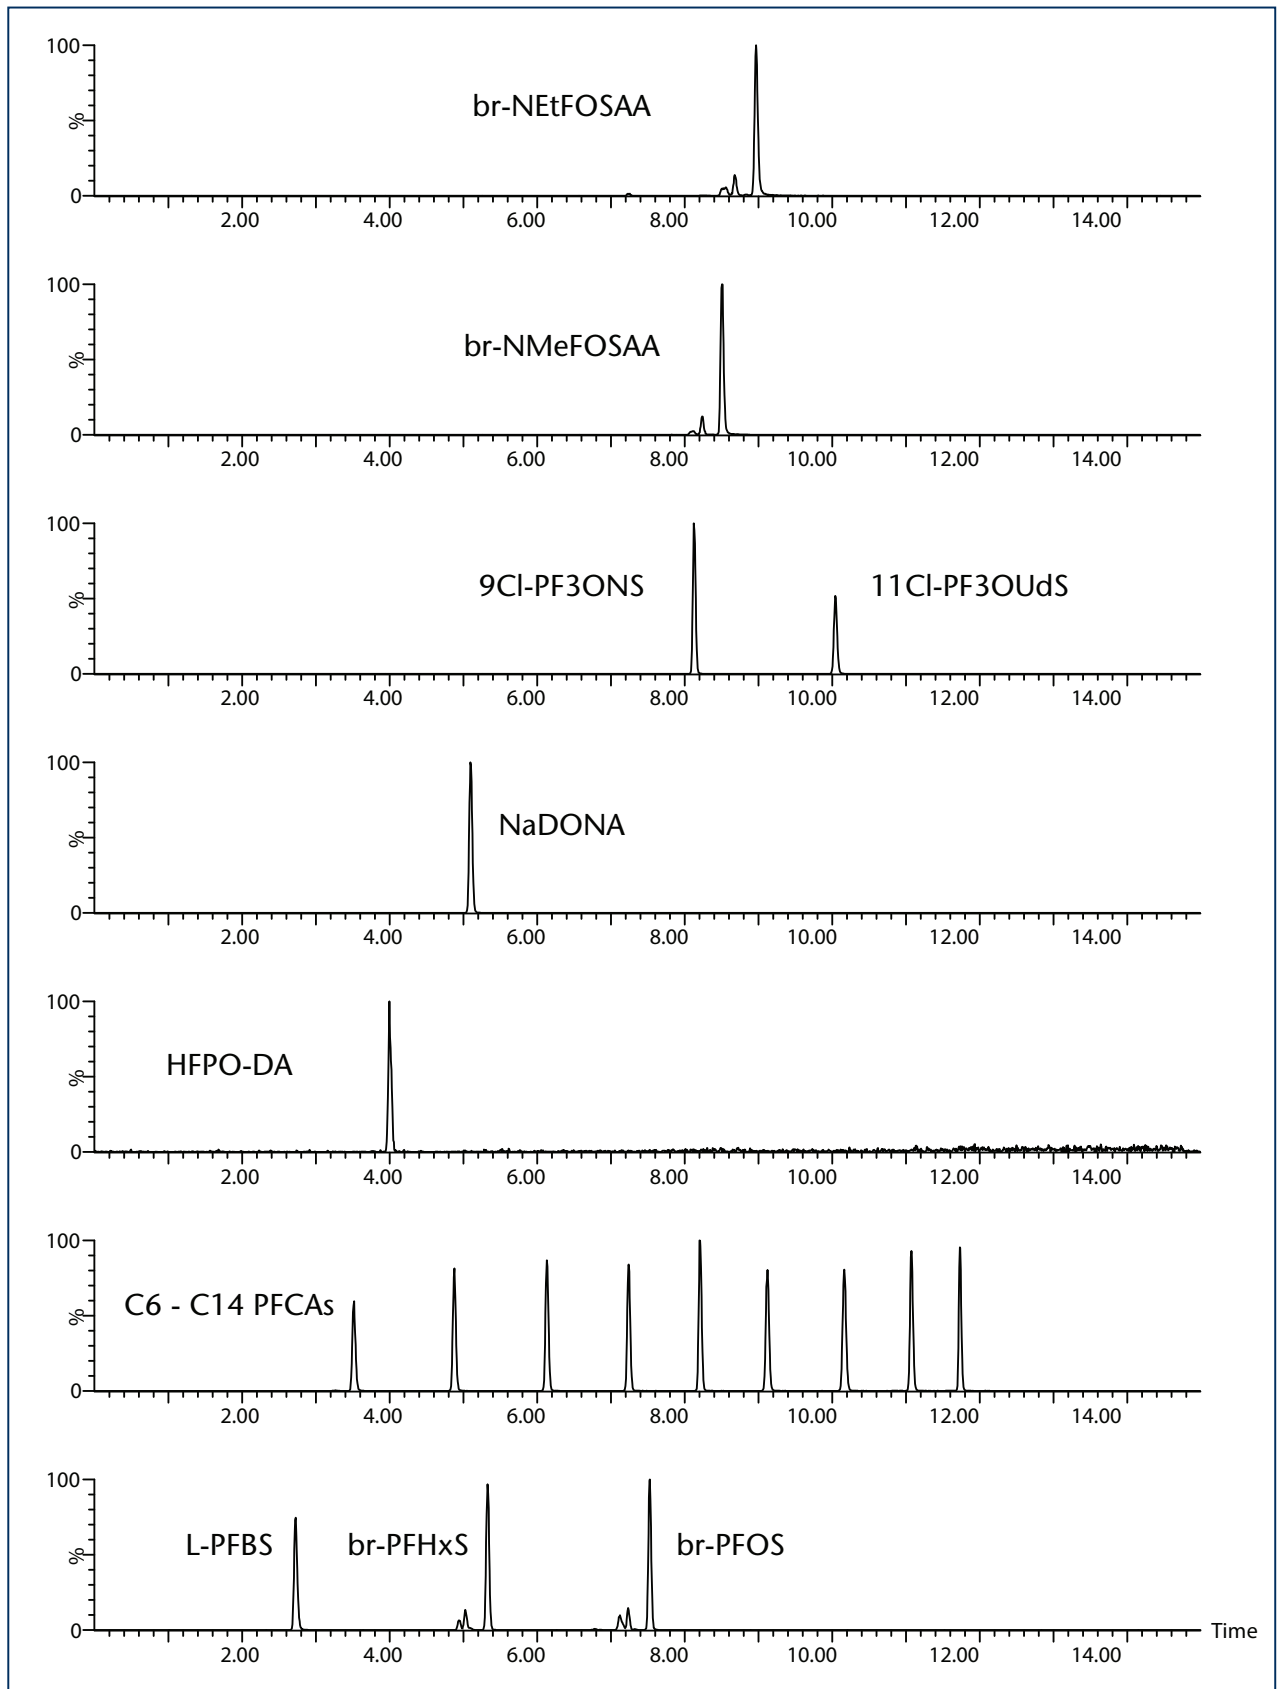 100
br-NEtFOSAA
%
0
2.00 4.00 6.00 8.00 10.00 12.00 14.00
100
br-NMeFOSAA
%
0
2.00 4.00 6.00 8.00 10.00 12.00 14.00
100
9Cl-PF3ONS 11Cl-PF3OUdS
%
0
2.00 4.00 6.00 8.00 10.00 12.00 14.00
100
NaDONA
%
0
2.00 4.00 6.00 8.00 10.00 12.00 14.00
100
HFPO-DA
%
0
2.00 4.00 6.00 8.00 10.00 12.00 14.00
100
C6 - C14 PFCAs
%
0
2.00 4.00 6.00 8.00 10.00 12.00 14.00
100
L-PFBS br-PFHxS br-PFOS
%
0 Time
2.00 4.00 6.00 8.00 10.00 12.00 14.00